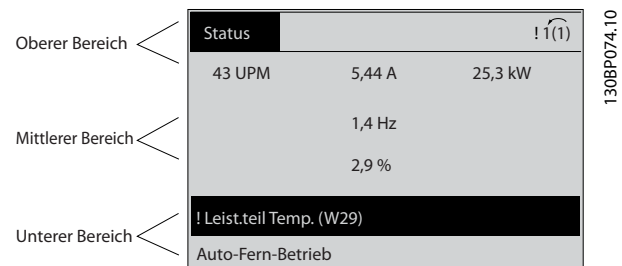 Oberer Bereich
Status
! 1(1)
43 UPM 5,44 A 25,3 kW
Mittlerer Bereich
1,4 Hz
2,9 %
Unterer Bereich
! Leist.teil Temp. (W29)
Auto-Fern-Betrieb
130BP074.10